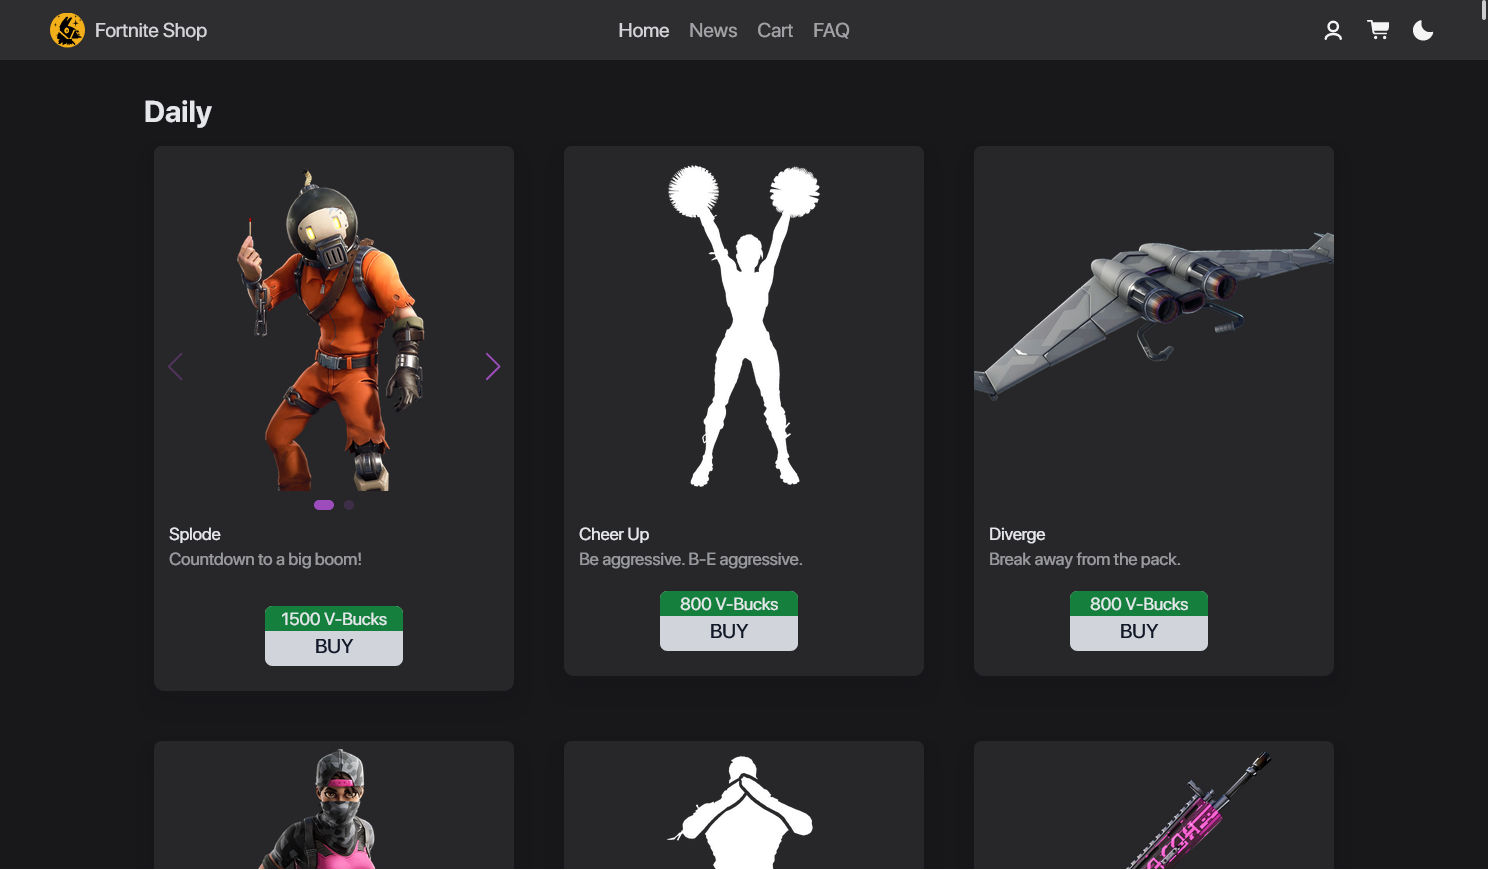 Fortnite Shop
Home
News
Cart
FAQ
Daily
Splode
Countdown to a big boom!
1500 V-Bucks
BUY
Cheer Up
Be aggressive. B-E aggressive.
800 V-Bucks
BUY
Diverge
Break away from the pack.
800 V-Bucks
BUY